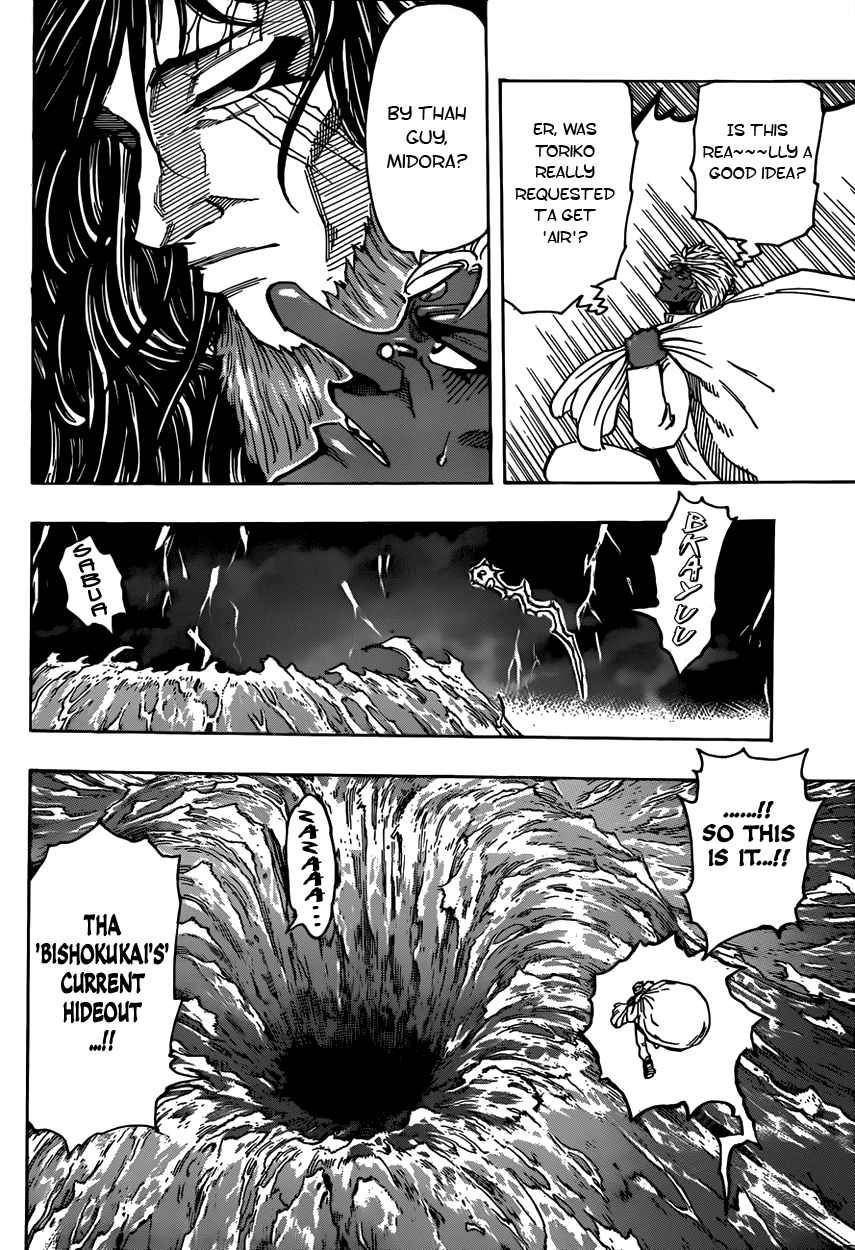 IS THIS
REA~~~LLY A
GOOD IDEA?
ER, WAS
TORIKO
REALLY
REQUESTED
TA GET
'AIR'?
BY THAH
GUY,
MIDORA?
BKAYUU
SABUA
......!!
SO THIS
IS IT...!!
ZAZAAA...
THA
'BISHOKUKAI'S'
CURRENT
HIDEOUT
...!!